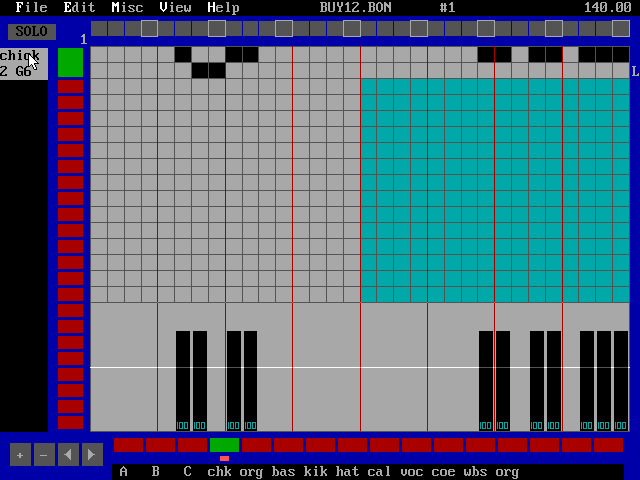 File Edit Misc View Help BUY12.BON #1 140.00
SOLO
1
chiqk
2 G6
L
100 100 100 100 100 100 100 100 100 100 100
+ -
A B C chk org bas kik hat cal voc coe wbs org